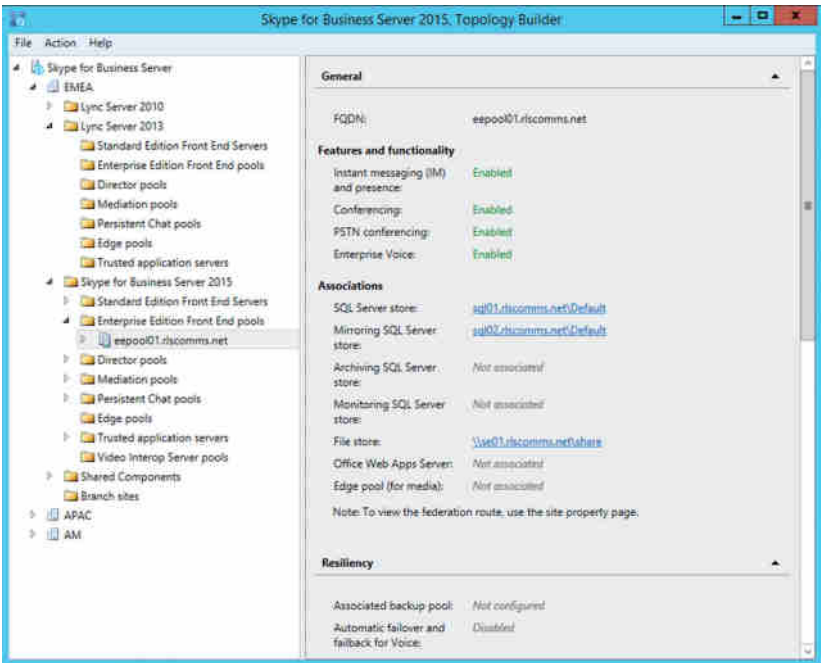 Skype for Business Server 2015, Topology Builder
File Action Help
Skype for Business Server
EMEA
Lync Server 2010
Lync Server 2013
Standard Edition Front End Servers
Enterprise Edition Front End pools
Director pools
Mediation pools
Persistent Chat pools
Edge pools
Trusted application servers
Skype for Business Server 2015
Standard Edition Front End Servers
Enterprise Edition Front End pools
eepool01.rlscomms.net
Director pools
Mediation pools
Persistent Chat pools
Edge pools
Trusted application servers
Video Interop Server pools
Shared Components
Branch sites
APAC
AM
General
FQDN: eepool01.rlscomms.net
Features and functionality
Instant messaging (IM) Enabled
and presence:
Conferencing: Enabled
PSTN conferencing: Enabled
Enterprise Voice: Enabled
Associations
SQL Server store: sql01.rlscomms.net\Default
Mirroring SQL Server sql02.rlscomms.net\Default
store:
Archiving SQL Server Not associated
store:
Monitoring SQL Server Not associated
store:
File store: \\se01.rlscomms.net\share
Office Web Apps Server: Not associated
Edge pool (for media): Not associated
Note: To view the federation route, use the site property page.
Resiliency
Associated backup pool: Not configured
Automatic failover and Disabled
failback for Voice: